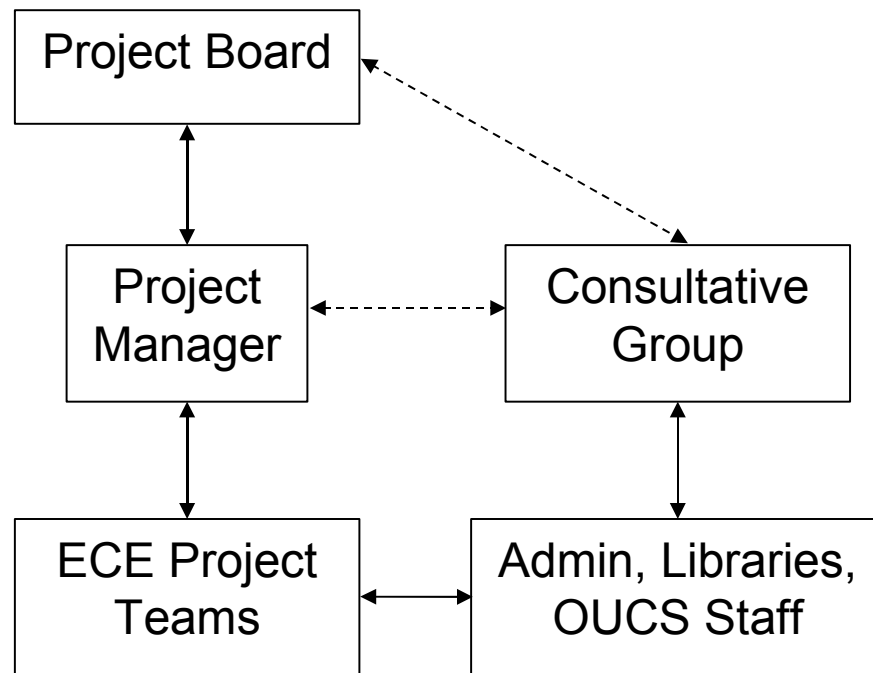 Project Board
Project
Manager
Consultative
Group
ECE Project
Teams
Admin, Libraries,
OUCS Staff